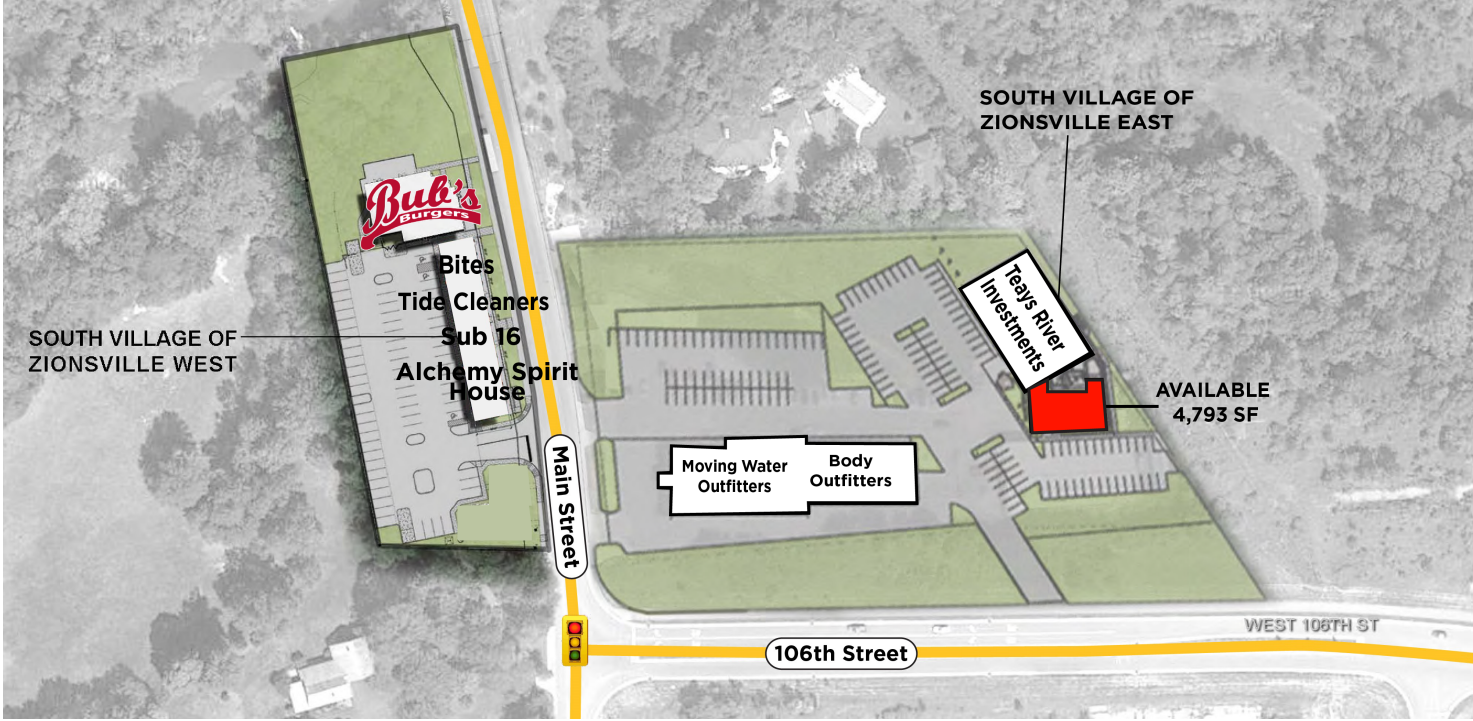 SOUTH VILLAGE OF
ZIONSVILLE EAST
Bub's
Burgers
Bites
Tide Cleaners
Sub 16
Alchemy Spirit
House
SOUTH VILLAGE OF
ZIONSVILLE WEST
Teays River
Investments
AVAILABLE
4,793 SF
Moving Water
Outfitters
Body
Outfitters
Main Street
WEST 106TH ST
106th Street